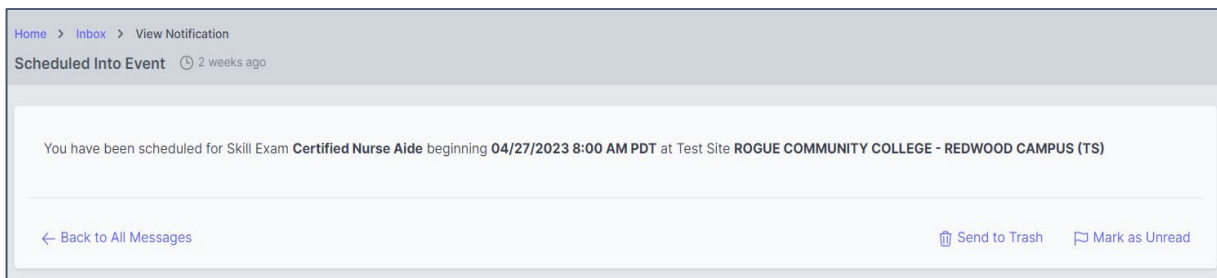 Home > Inbox > View Notification
Scheduled Into Event 2 weeks ago
You have been scheduled for Skill Exam Certified Nurse Aide beginning 04/27/2023 8:00 AM PDT at Test Site ROGUE COMMUNITY COLLEGE - REDWOOD CAMPUS (TS)
← Back to All Messages Send to Trash Mark as Unread